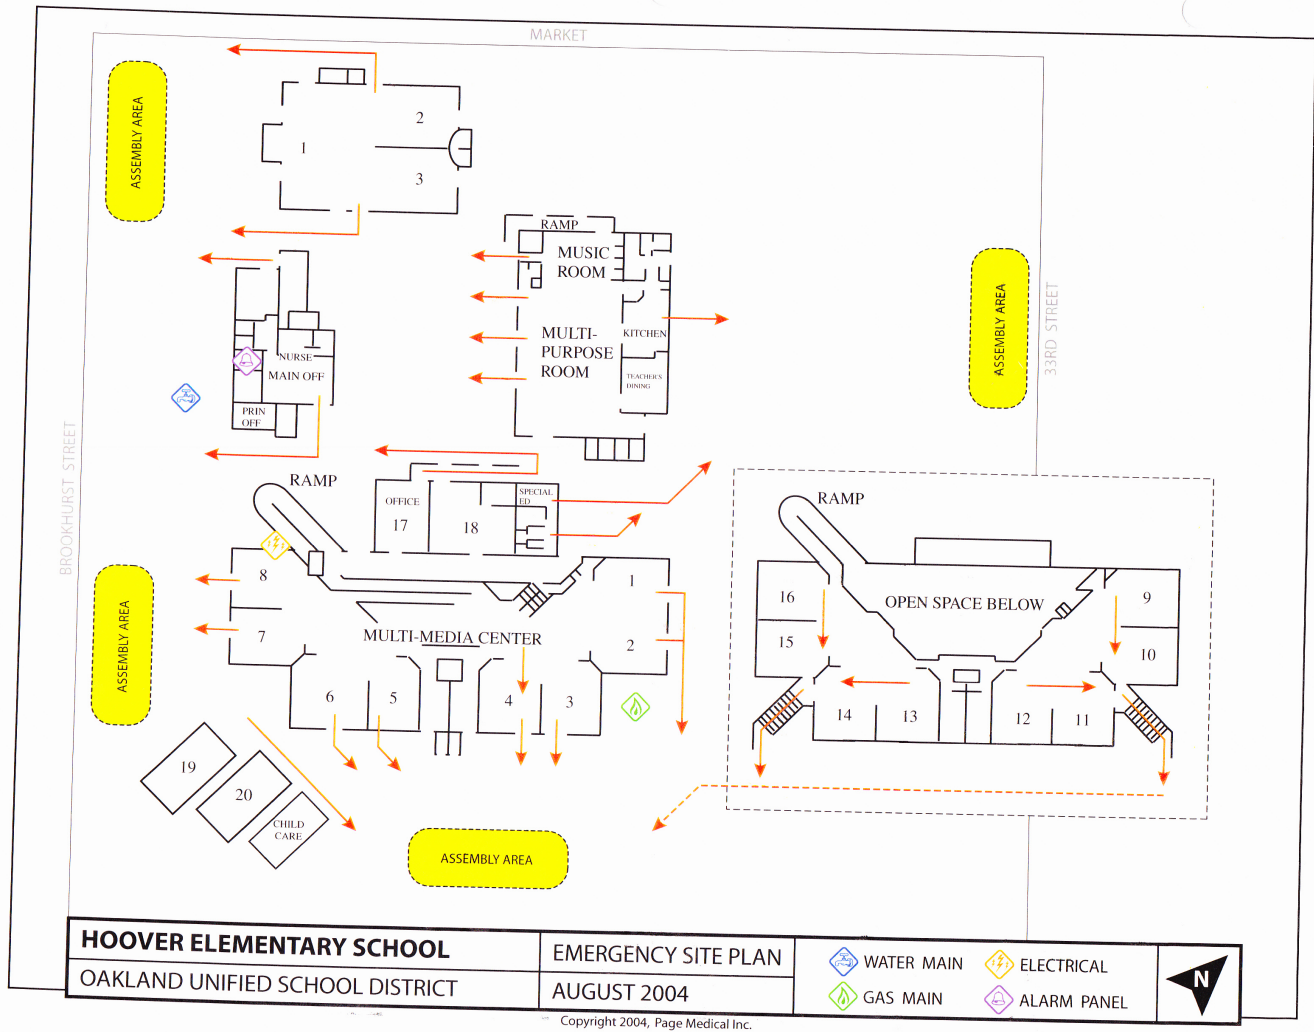 MARKET
ASSEMBLY AREA
2
1
3
RAMP
MUSIC
ROOM
ASSEMBLY AREA
33RD STREET
KITCHEN
MULTI-
PURPOSE
ROOM
TEACHER'S
DINING
NURSE
MAIN OFF
PRIN
OFF
BROOKHURST STREET
RAMP
OFFICE
17
18
SPECIAL
ED
RAMP
8
7
1
2
MULTI-MEDIA CENTER
6
5
4
3
ASSEMBLY AREA
16
15
OPEN SPACE BELOW
9
10
14
13
12
11
19
20
CHILD
CARE
ASSEMBLY AREA
HOOVER ELEMENTARY SCHOOL
OAKLAND UNIFIED SCHOOL DISTRICT
EMERGENCY SITE PLAN
AUGUST 2004
WATER MAIN
ELECTRICAL
GAS MAIN
ALARM PANEL
N
Copyright 2004, Page Medical Inc.